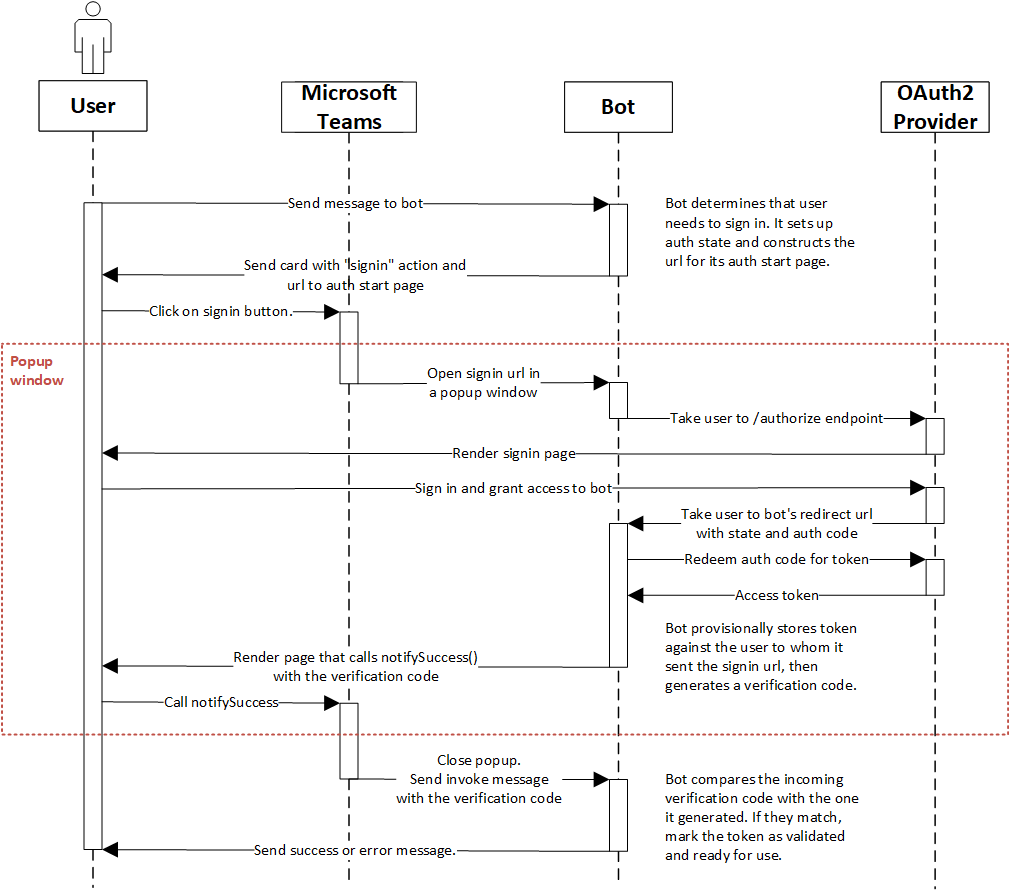 User
Microsoft
Teams
Bot
OAuth2
Provider
Send message to bot
Bot determines that user
needs to sign in. It sets up
auth state and constructs the
url for its auth start page.
Send card with "signin" action and
url to auth start page
Click on signin button.
Popup
window
Open signin url in
a popup window
Take user to /authorize endpoint
Render signin page
Sign in and grant access to bot
Take user to bot's redirect url
with state and auth code
Redeem auth code for token
Access token
Bot provisionally stores token
against the user to whom it
sent the signin url, then
generates a verification code.
Render page that calls notifySuccess()
with the verification code
Call notifySuccess
Close popup.
Send invoke message
with the verification code
Bot compares the incoming
verification code with the one
it generated. If they match,
mark the token as validated
and ready for use.
Send success or error message.